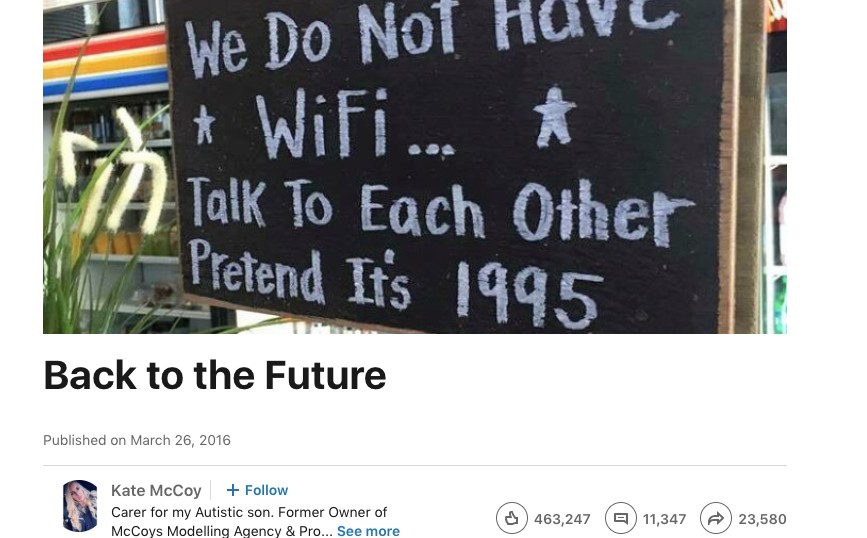 We Do Not Have
★ WiFi... ★
Talk To Each Other
Pretend It's 1995
Back to the Future
Published on March 26, 2016
Kate McCoy + Follow
Carer for my Autistic son. Former Owner of
McCoys Modelling Agency & Pro... See more
463,247 11,347 23,580